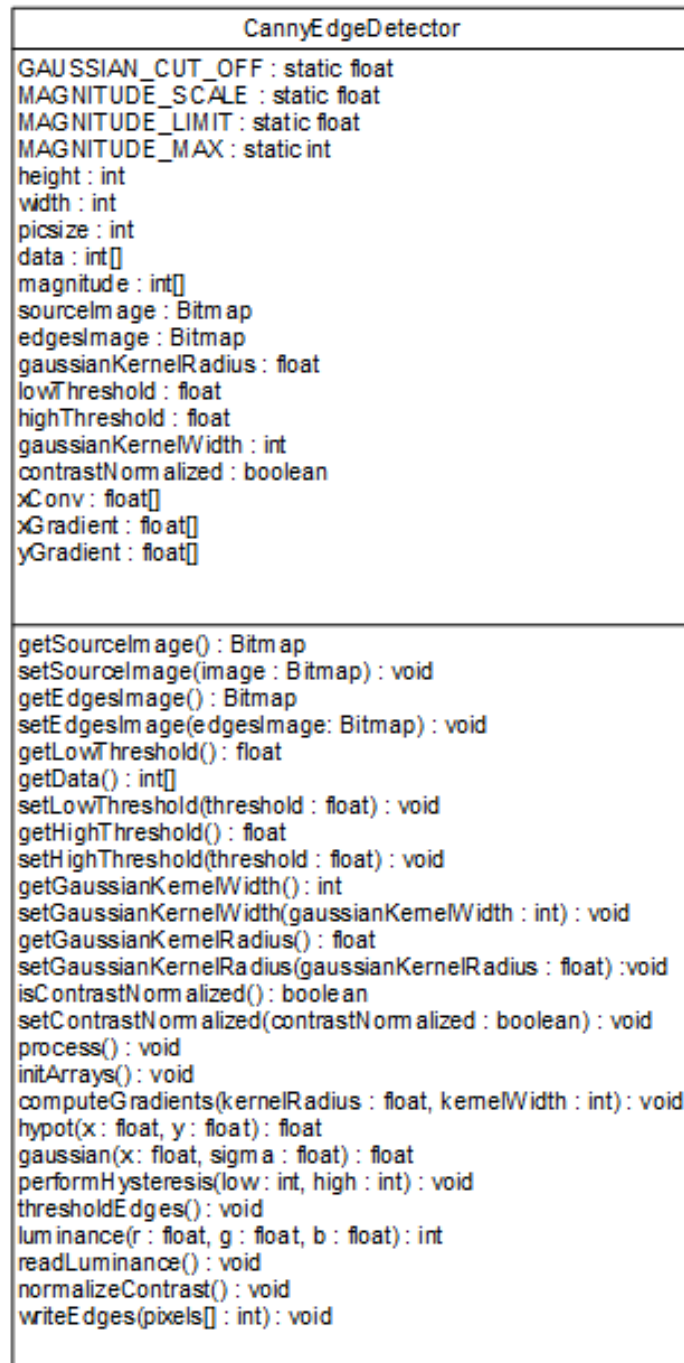 CannyEdgeDetector
GAUSSIAN_CUT_OFF : static float
MAGNITUDE_SCALE : static float
MAGNITUDE_LIMIT : static float
MAGNITUDE_MAX : static int
height : int
width : int
picsize : int
data : int[]
magnitude : int[]
sourceImage : Bitmap
edgesImage : Bitmap
gaussianKernelRadius : float
lowThreshold : float
highThreshold : float
gaussianKernelWidth : int
contrastNormalized : boolean
xConv : float[]
xGradient : float[]
yGradient : float[]
getSourceImage() : Bitmap
setSourceImage(image : Bitmap) : void
getEdgesImage() : Bitmap
setEdgesImage(edgesImage: Bitmap) : void
getLowThreshold() : float
getData() : int[]
setLowThreshold(threshold : float) : void
getHighThreshold() : float
setHighThreshold(threshold : float) : void
getGaussianKernelWidth() : int
setGaussianKernelWidth(gaussianKernelWidth : int) : void
getGaussianKernelRadius() : float
setGaussianKernelRadius(gaussianKernelRadius : float) :void
isContrastNormalized() : boolean
setContrastNormalized(contrastNormalized : boolean) : void
process() : void
initArrays() : void
computeGradients(kernelRadius : float, kernelWidth : int) : void
hypot(x : float, y : float) : float
gaussian(x : float, sigma : float) : float
performHysteresis(low : int, high : int) : void
thresholdEdges() : void
luminance(r : float, g : float, b : float) : int
readLuminance() : void
normalizeContrast() : void
writeEdges(pixels[] : int) : void